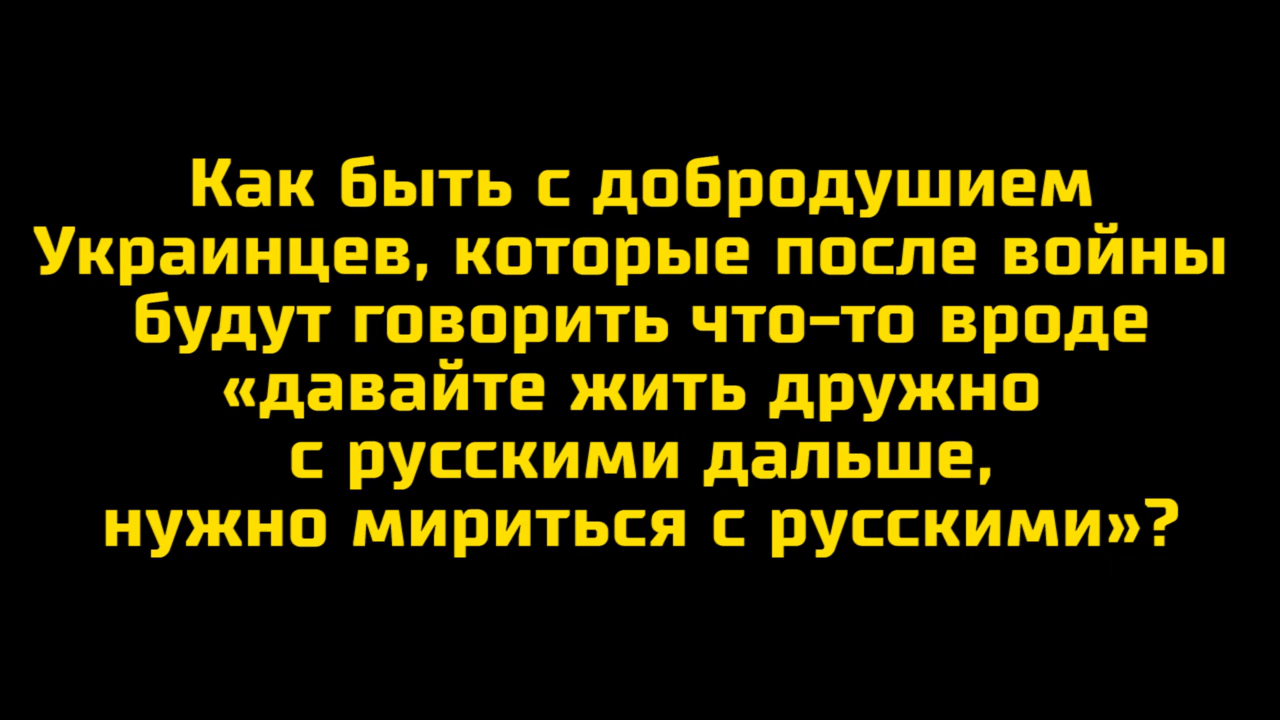 Как быть с добродушием
Украинцев, которые после войны
будут говорить что-то вроде
«давайте жить дружно
с русскими дальше,
нужно мириться с русскими»?